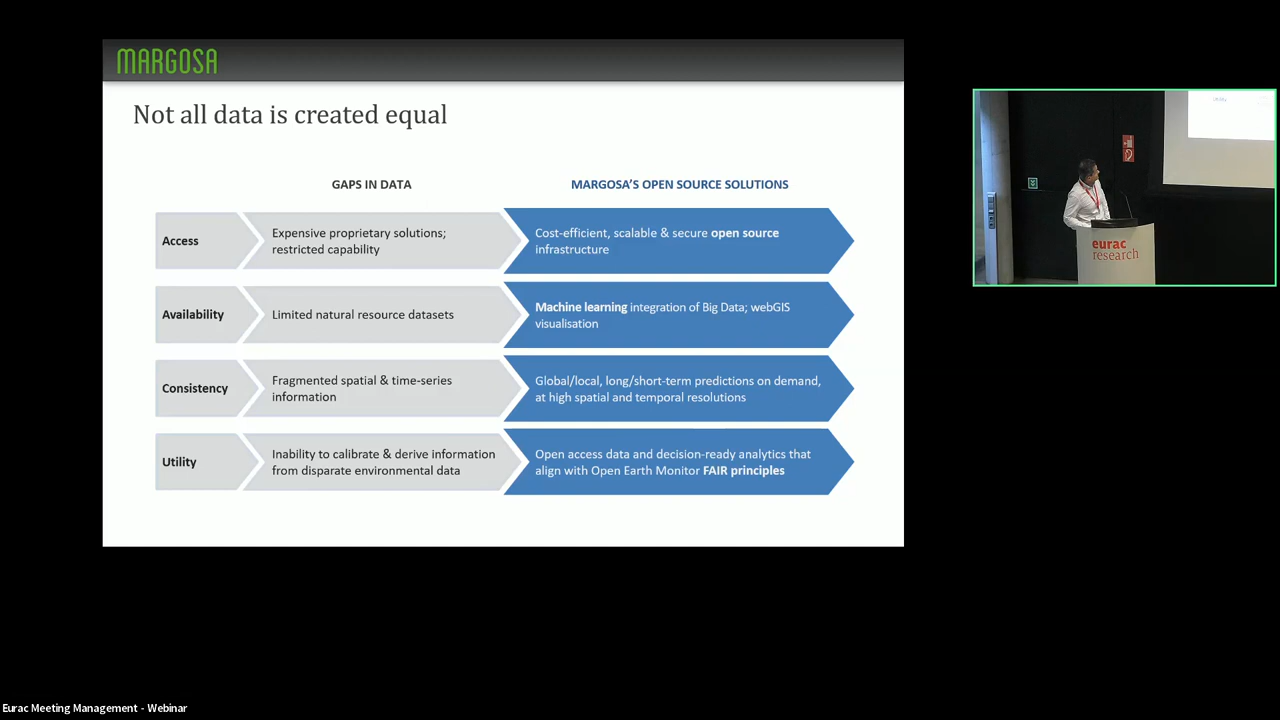 MARGOSA
Not all data is created equal
GAPS IN DATA
MARGOSA'S OPEN SOURCE SOLUTIONS
Access
Expensive proprietary solutions;
restricted capability
Cost-efficient, scalable & secure open source
infrastructure
Availability
Limited natural resource datasets
Machine learning integration of Big Data; webGIS
visualisation
Consistency
Fragmented spatial & time-series
information
Global/local, long/short-term predictions on demand,
at high spatial and temporal resolutions
Utility
Inability to calibrate & derive information
from disparate environmental data
Open access data and decision-ready analytics that
align with Open Earth Monitor FAIR principles
eurac
research
Eurac Meeting Management - Webinar